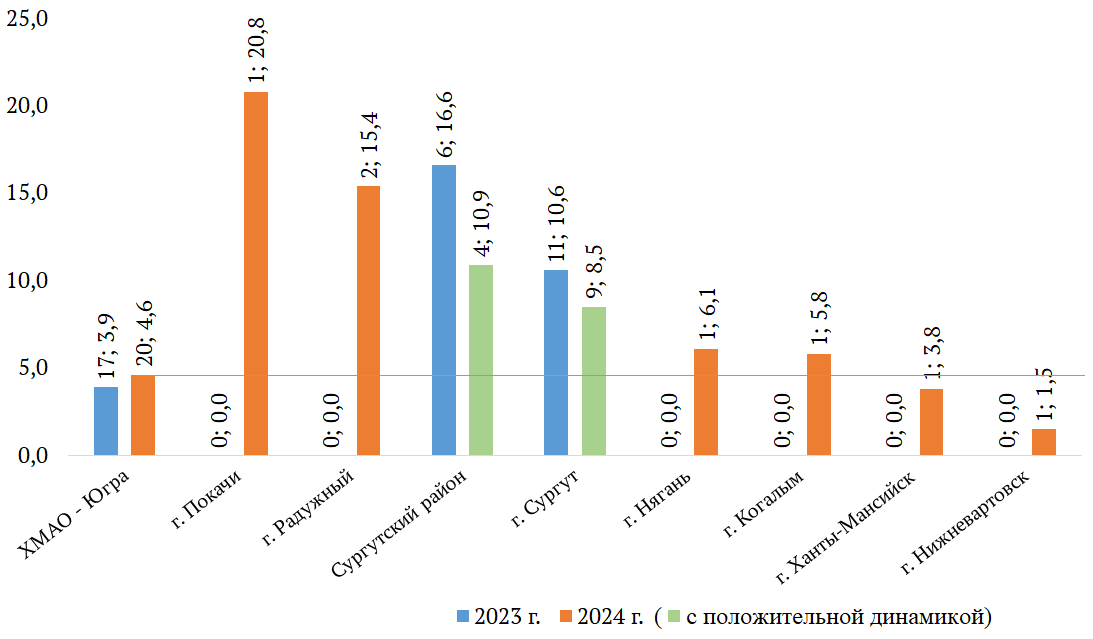 25,0
20,0
15,0
10,0
5,0
0,0
17; 3,9
20; 4,6
0; 0,0
1; 20,8
0; 0,0
2; 15,4
6; 16,6
4; 10,9
11; 10,6
9; 8,5
0; 0,0
1; 6,1
0; 0,0
1; 5,8
0; 0,0
1; 3,8
0; 0,0
1; 1,5
ХМАО - Югра
г. Покачи
г. Радужный
Сургутский район
г. Сургут
г. Нягань
г. Когалым
г. Ханты-Мансийск
г. Нижневартовск
2023 г. 2024 г. ( с положительной динамикой)